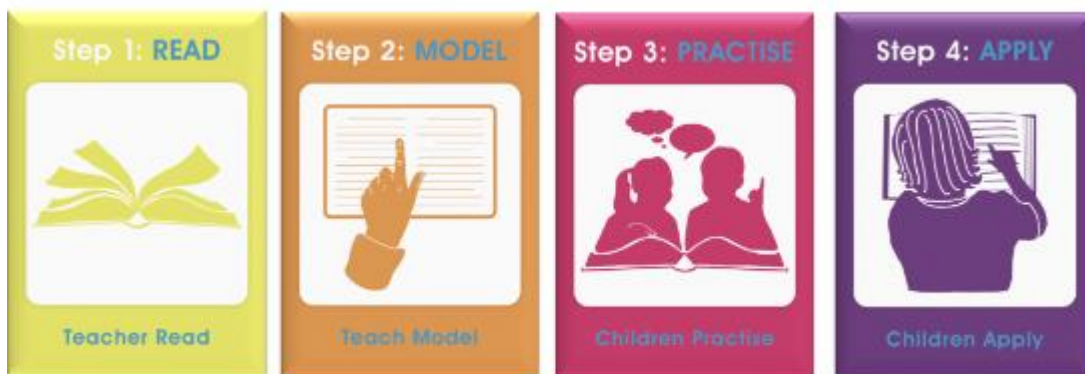 Step 1: READ
Teacher Read
Step 2: MODEL
Teach Model
Step 3: PRACTISE
Children Practise
Step 4: APPLY
Children Apply